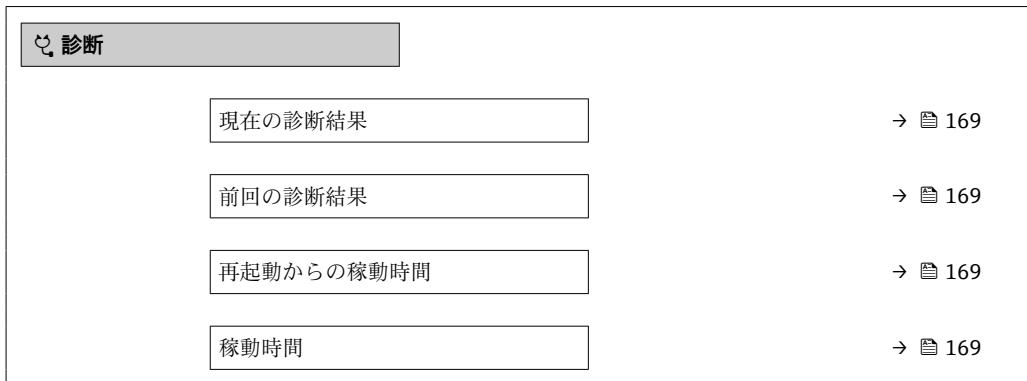 診断
現在の診断結果 → 169
前回の診断結果 → 169
再起動からの稼動時間 → 169
稼動時間 → 169